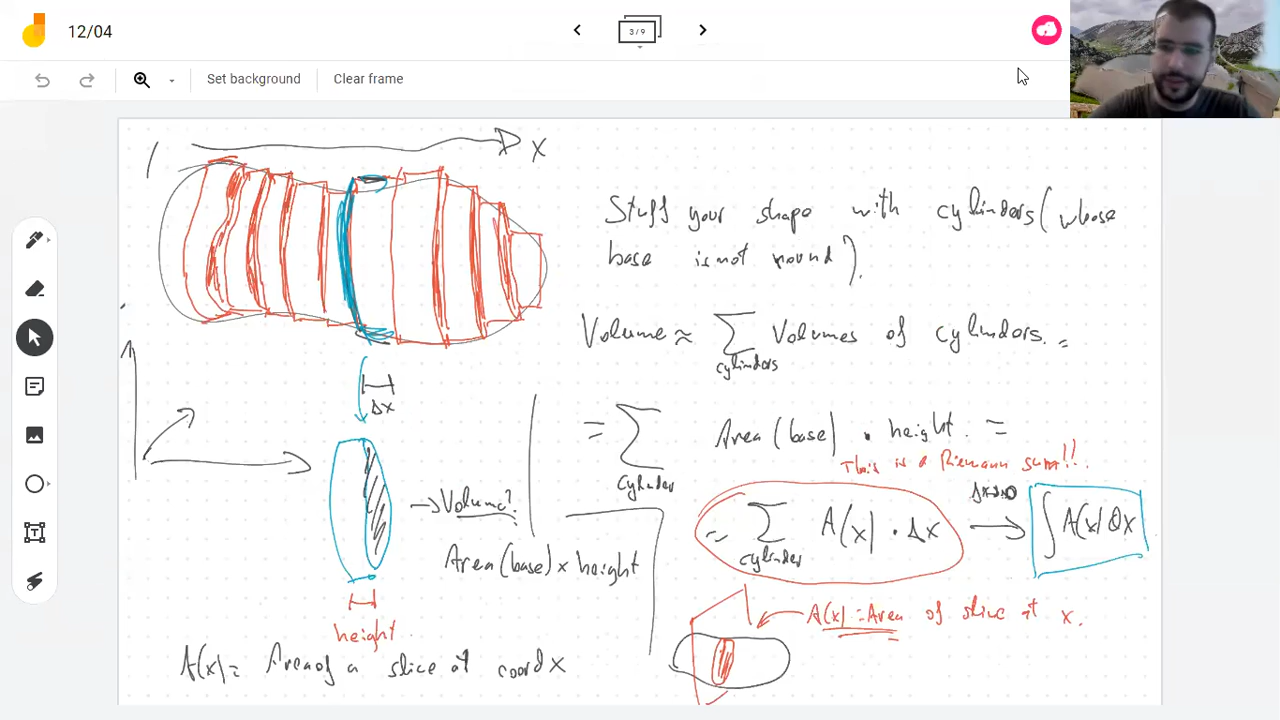 12/04
3/9
Set background
Clear frame
x
Stuff your shape with cylinders (whose
base is not round).
Volume ≈ ∑ Volumes of cylinders. =
cylinders
Δx
= ∑ Area (base) · height. =
cylinder
This is a Riemann sum!!.
→ Volume?
Area (base) x height
= ∑ A(x) · Δx → ∫ A(x) dx
cylinder
Δx→0
height
A(x) = Area of slice at x.
A(x) = Area of a slice at coord x